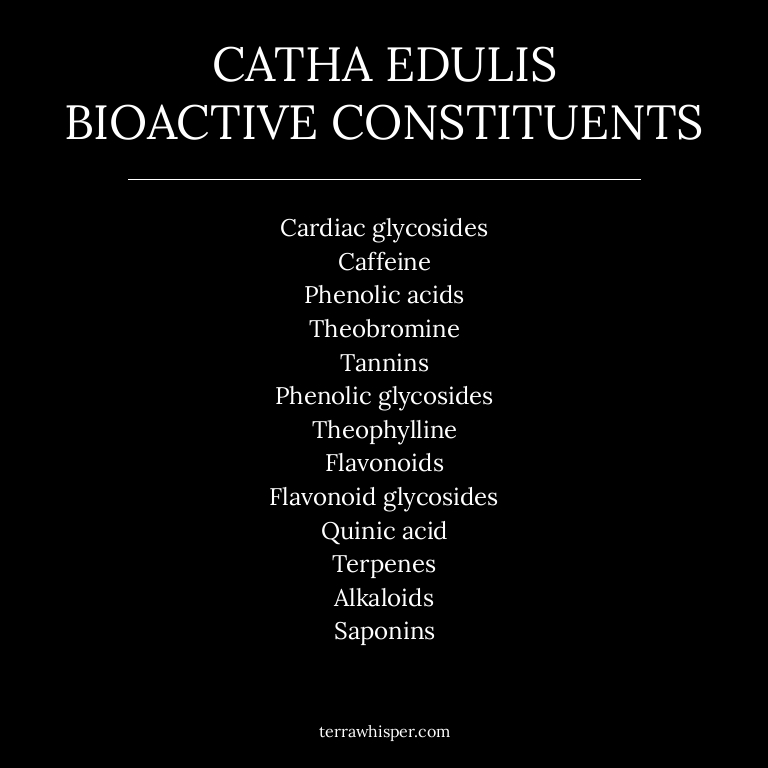 CATHA EDULIS
BIOACTIVE CONSTITUENTS
Cardiac glycosides
Caffeine
Phenolic acids
Theobromine
Tannins
Phenolic glycosides
Theophylline
Flavonoids
Flavonoid glycosides
Quinic acid
Terpenes
Alkaloids
Saponins
terrawhisper.com